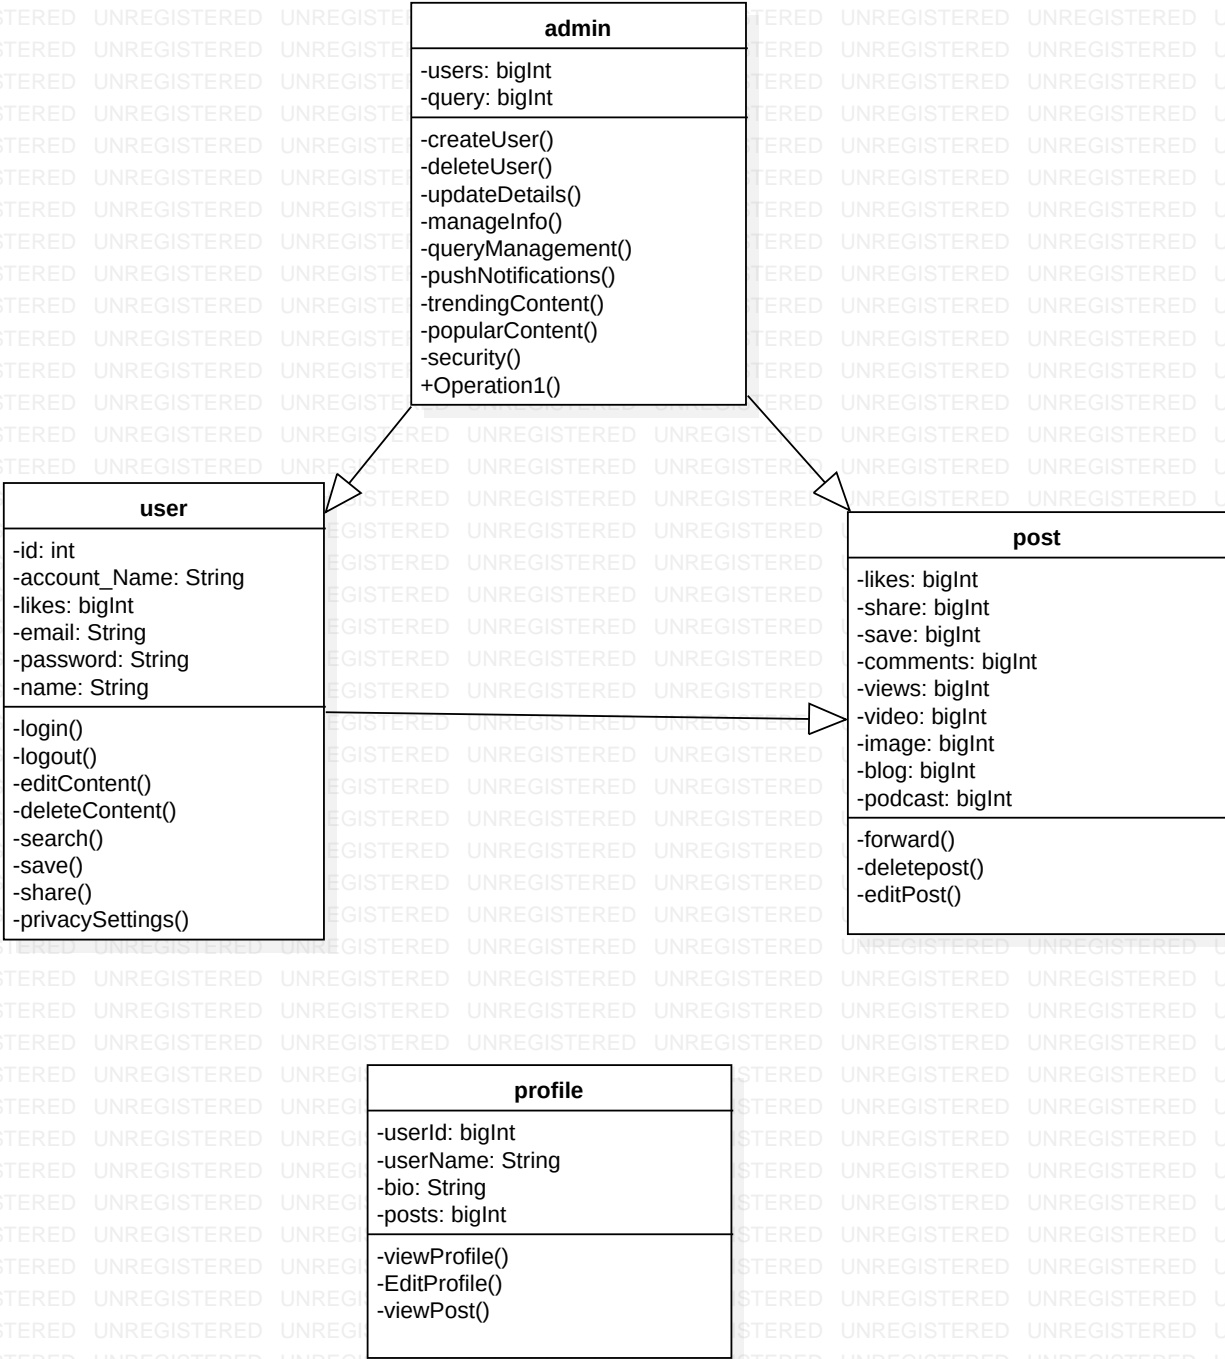 admin
-users: bigInt
-query: bigInt
-createUser()
-deleteUser()
-updateDetails()
-manageInfo()
-queryManagement()
-pushNotifications()
-trendingContent()
-popularContent()
-security()
+Operation1()
user
-id: int
-account_Name: String
-likes: bigInt
-email: String
-password: String
-name: String
-login()
-logout()
-editContent()
-deleteContent()
-search()
-save()
-share()
-privacySettings()
post
-likes: bigInt
-share: bigInt
-save: bigInt
-comments: bigInt
-views: bigInt
-video: bigInt
-image: bigInt
-blog: bigInt
-podcast: bigInt
-forward()
-deletepost()
-editPost()
profile
-userId: bigInt
-userName: String
-bio: String
-posts: bigInt
-viewProfile()
-EditProfile()
-viewPost()
UNREGISTERED